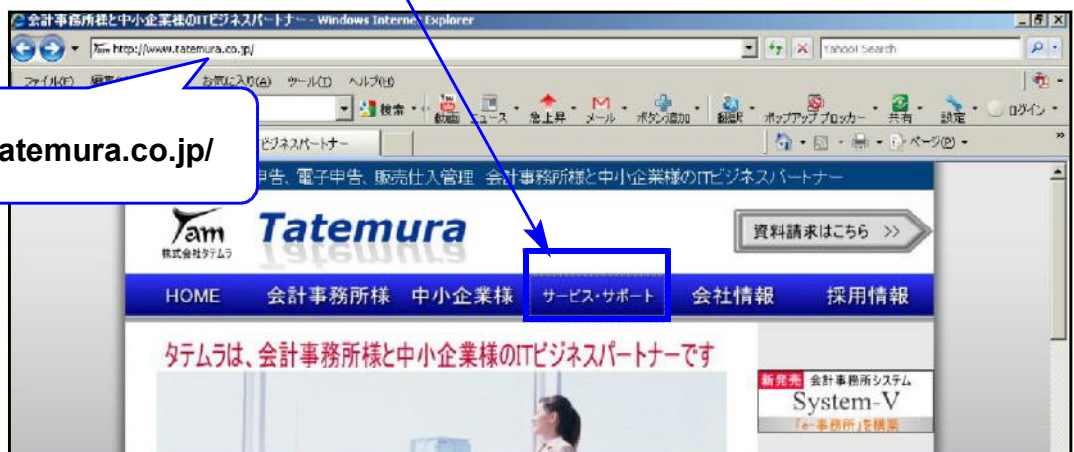 会計事務所様と中小企業様のITビジネスパートナー - Windows Internet Explorer
http://www.tatemura.co.jp/
Yahoo! Search
ファイル(F) 編集 お気に入り(A) ツール(T) ヘルプ(H)
検索 動画 ニュース 急上昇 メール ボタン追加 翻訳 ポップアップブロッカー 共有 設定 ログイン
atemura.co.jp/
ビジネスパートナー
ページ(P)
申告、電子申告、販売仕入管理 会計事務所様と中小企業様のITビジネスパートナー
Tam
株式会社タテムラ
Tatemura
資料請求はこちら >>
HOME 会計事務所様 中小企業様 サービス・サポート 会社情報 採用情報
タテムラは、会計事務所様と中小企業様のITビジネスパートナーです
新発売 会計事務所システム
System-V
「e-事務所」を構築